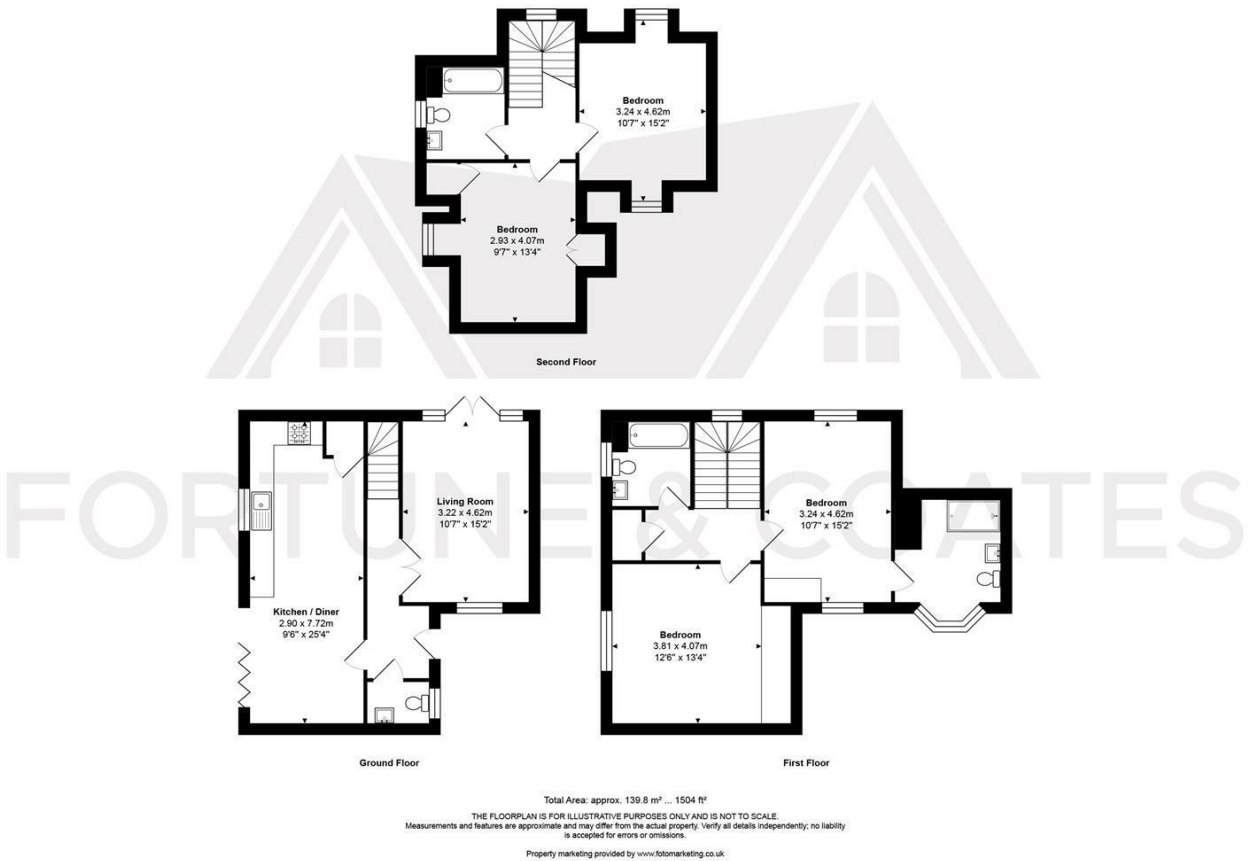 Bedroom
3.24 x 4.62m
10'7" x 15'2"
Bedroom
2.93 x 4.07m
9'7" x 13'4"
Second Floor
FORTUNE & COATES
Living Room
3.22 x 4.62m
10'7" x 15'2"
Kitchen / Diner
2.90 x 7.72m
9'6" x 25'4"
Ground Floor
Bedroom
3.24 x 4.62m
10'7" x 15'2"
Bedroom
3.81 x 4.07m
12'6" x 13'4"
First Floor
Total Area: approx. 139.8 m² ... 1504 ft²
THE FLOORPLAN IS FOR ILLUSTRATIVE PURPOSES ONLY AND IS NOT TO SCALE.
Measurements and features are approximate and may differ from the actual property. Verify all details independently; no liability
is accepted for errors or omissions.
Property marketing provided by www.fotomarketing.co.uk